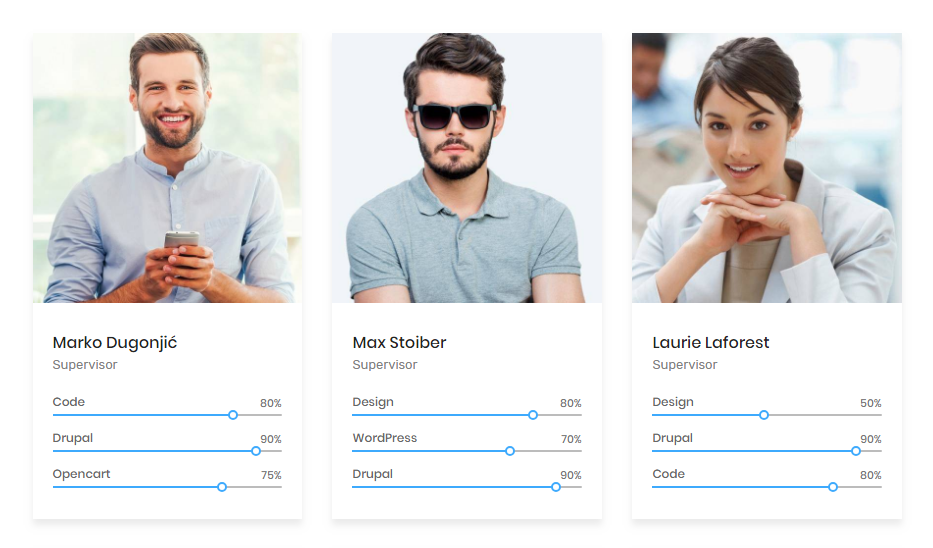 Marko Dugonjić
Supervisor
Code 80%
Drupal 90%
Opencart 75%
Max Stoiber
Supervisor
Design 80%
WordPress 70%
Drupal 90%
Laurie Laforest
Supervisor
Design 50%
Drupal 90%
Code 80%